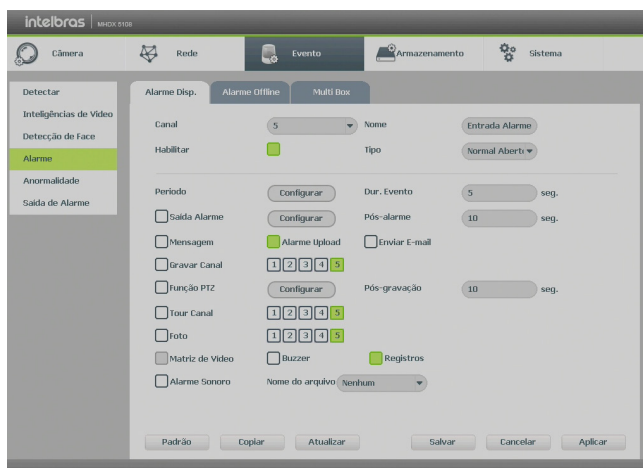 intelbras MHDX 5108
Câmera Rede Evento Armazenamento Sistema
Detectar
Inteligências de Vídeo
Detecção de Face
Alarme
Anormalidade
Saída de Alarme
Alarme Disp. Alarme Offline Multi Box
Canal 5 Nome Entrada Alarme
Habilitar Tipo Normal Abert
Período Configurar Dur. Evento 5 seg.
Saída Alarme Configurar Pós-alarme 10 seg.
Mensagem Alarme Upload Enviar E-mail
Gravar Canal 1 2 3 4 5
Função PTZ Configurar Pós-gravação 10 seg.
Tour Canal 1 2 3 4 5
Foto 1 2 3 4 5
Matriz de Vídeo Buzzer Registros
Alarme Sonoro Nome do arquivo Nenhum
Padrão Copiar Atualizar Salvar Cancelar Aplicar